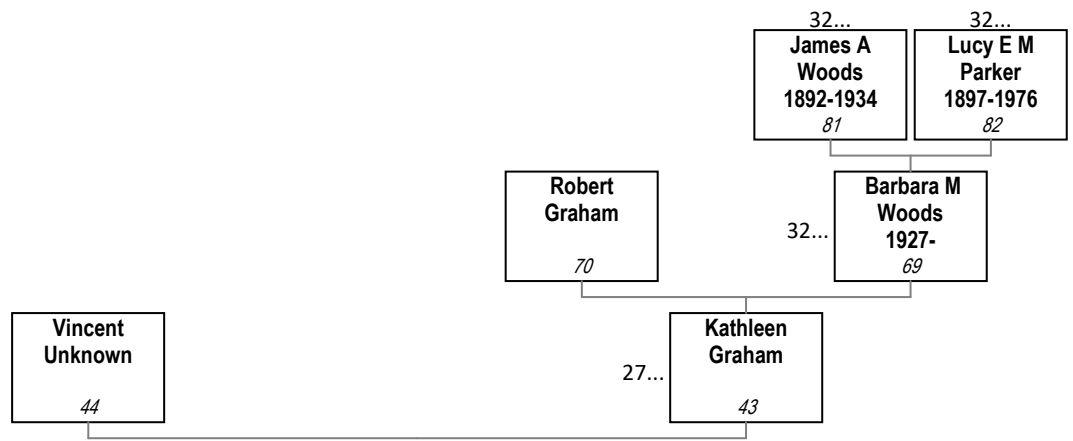 32...
32...
James A
Woods
1892-1934
81
Lucy E M
Parker
1897-1976
82
Robert
Graham
70
32...
Barbara M
Woods
1927-
69
Vincent
Unknown
44
27...
Kathleen
Graham
43